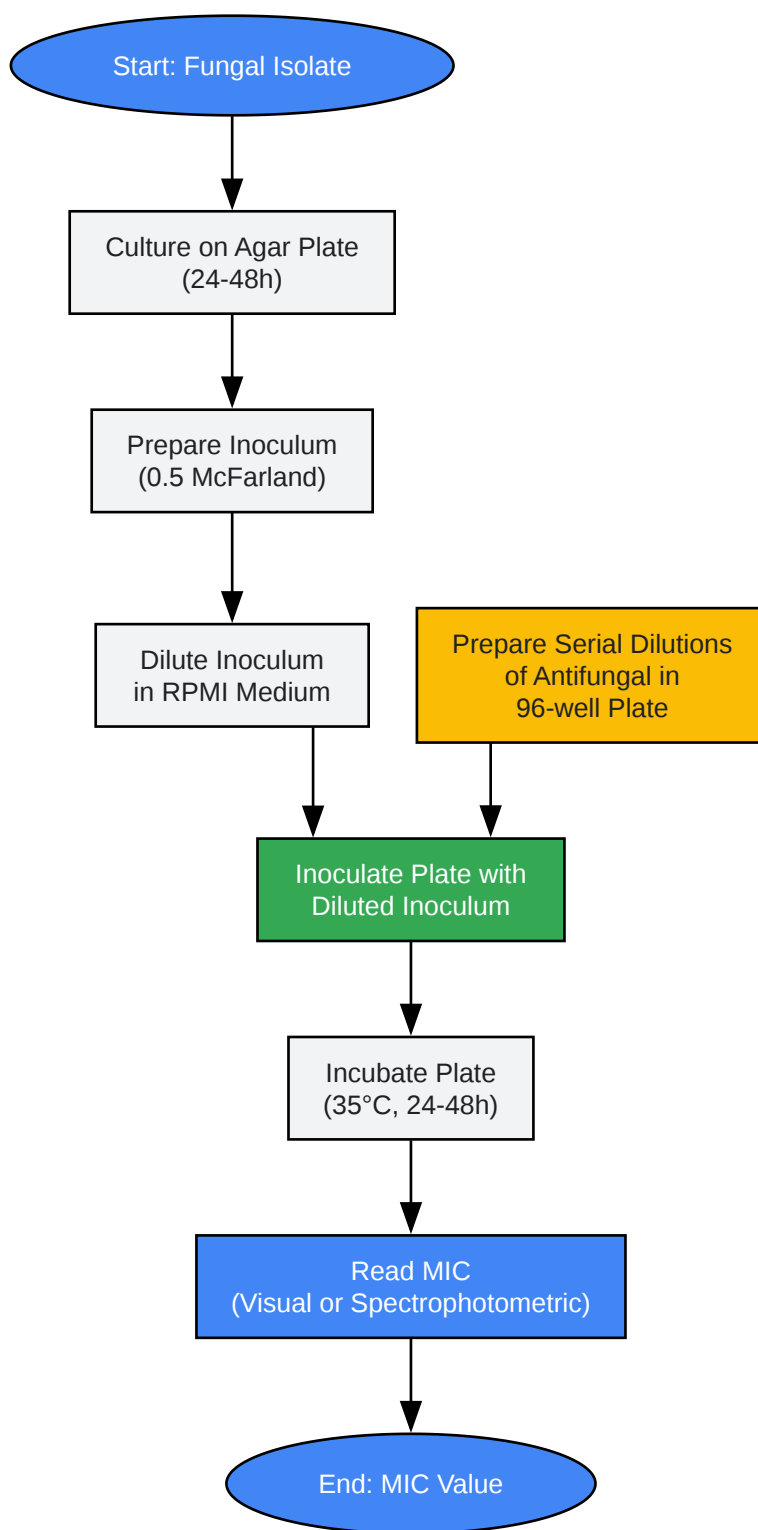 Start: Fungal Isolate
Culture on Agar Plate
(24-48h)
Prepare Inoculum
(0.5 McFarland)
Dilute Inoculum
in RPMI Medium
Prepare Serial Dilutions
of Antifungal in
96-well Plate
Inoculate Plate with
Diluted Inoculum
Incubate Plate
(35°C, 24-48h)
Read MIC
(Visual or Spectrophotometric)
End: MIC Value